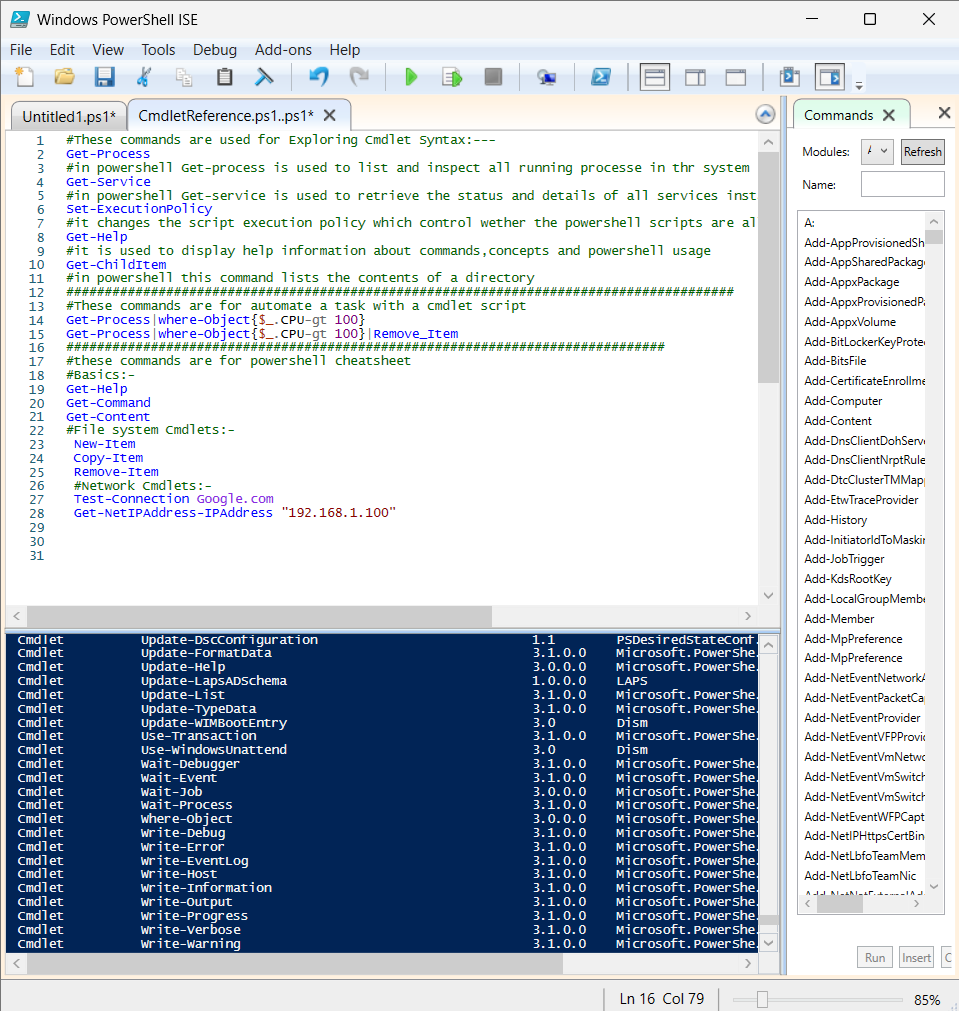 Windows PowerShell ISE
File Edit View Tools Debug Add-ons Help
Untitled1.ps1* CmdletReference.ps1..ps1*
1 #These commands are used for Exploring Cmdlet Syntax:---
2 Get-Process
3 #in powershell Get-process is used to list and inspect all running processe in thr system
4 Get-Service
5 #in powershell Get-service is used to retrieve the status and details of all services inst
6 Set-ExecutionPolicy
7 #it changes the script execution policy which control wether the powershell scripts are al
8 Get-Help
9 #it is used to display help information about commands,concepts and powershell usage
10 Get-ChildItem
11 #in powershell this command lists the contents of a directory
12 #######################################################################################
13 #These commands are for automate a task with a cmdlet script
14 Get-Process|where-Object{$_.CPU-gt 100}
15 Get-Process|where-Object{$_.CPU-gt 100}|Remove_Item
16 ##############################################################################
17 #these commands are for powershell cheatsheet
18 #Basics:-
19 Get-Help
20 Get-Command
21 Get-Content
22 #File system Cmdlets:-
23 New-Item
24 Copy-Item
25 Remove-Item
26 #Network Cmdlets:-
27 Test-Connection Google.com
28 Get-NetIPAddress-IPAddress "192.168.1.100"
29
30
31
Cmdlet Update-DscConfiguration 1.1 PSDesiredStateConf.
Cmdlet Update-FormatData 3.1.0.0 Microsoft.PowerShe.
Cmdlet Update-Help 3.0.0.0 Microsoft.PowerShe.
Cmdlet Update-LapsADSchema 1.0.0.0 LAPS
Cmdlet Update-List 3.1.0.0 Microsoft.PowerShe.
Cmdlet Update-TypeData 3.1.0.0 Microsoft.PowerShe.
Cmdlet Update-WIMBootEntry 3.0 Dism
Cmdlet Use-Transaction 3.1.0.0 Microsoft.PowerShe.
Cmdlet Use-WindowsUnattend 3.0 Dism
Cmdlet Wait-Debugger 3.1.0.0 Microsoft.PowerShe.
Cmdlet Wait-Event 3.1.0.0 Microsoft.PowerShe.
Cmdlet Wait-Job 3.0.0.0 Microsoft.PowerShe.
Cmdlet Wait-Process 3.1.0.0 Microsoft.PowerShe.
Cmdlet Where-Object 3.0.0.0 Microsoft.PowerShe.
Cmdlet Write-Debug 3.1.0.0 Microsoft.PowerShe.
Cmdlet Write-Error 3.1.0.0 Microsoft.PowerShe.
Cmdlet Write-EventLog 3.1.0.0 Microsoft.PowerShe.
Cmdlet Write-Host 3.1.0.0 Microsoft.PowerShe.
Cmdlet Write-Information 3.1.0.0 Microsoft.PowerShe.
Cmdlet Write-Output 3.1.0.0 Microsoft.PowerShe.
Cmdlet Write-Progress 3.1.0.0 Microsoft.PowerShe.
Cmdlet Write-Verbose 3.1.0.0 Microsoft.PowerShe.
Cmdlet Write-Warning 3.1.0.0 Microsoft.PowerShe.
Commands
Modules: Refresh
Name:
A:
Add-AppProvisionedSh
Add-AppSharedPackag
Add-AppxPackage
Add-AppxProvisionedPa
Add-AppxVolume
Add-BitLockerKeyProte
Add-BitsFile
Add-CertificateEnrollme
Add-Computer
Add-Content
Add-DnsClientDohServe
Add-DnsClientNrptRule
Add-DtcClusterTMMapp
Add-EtwTraceProvider
Add-History
Add-InitiatorIdToMaskin
Add-JobTrigger
Add-KdsRootKey
Add-LocalGroupMembe
Add-Member
Add-MpPreference
Add-MpPreference
Add-NetEventNetworkA
Add-NetEventPacketCap
Add-NetEventProvider
Add-NetEventVFPProvid
Add-NetEventVmNetwo
Add-NetEventVmSwitch
Add-NetEventVmSwitch
Add-NetEventWFPCapt
Add-NetIPHttpsCertBin
Add-NetLbfoTeamMem
Add-NetLbfoTeamNic
Run Insert C
Ln 16 Col 79 85%